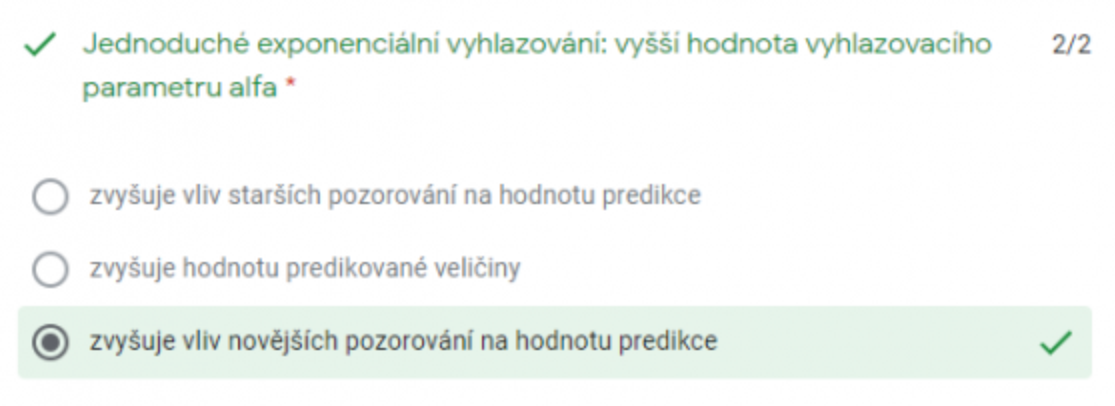 Jednoduché exponenciální vyhlazování: vyšší hodnota vyhlazovacího 2/2
parametru alfa *
zvyšuje vliv starších pozorování na hodnotu predikce
zvyšuje hodnotu predikované veličiny
zvyšuje vliv novějších pozorování na hodnotu predikce